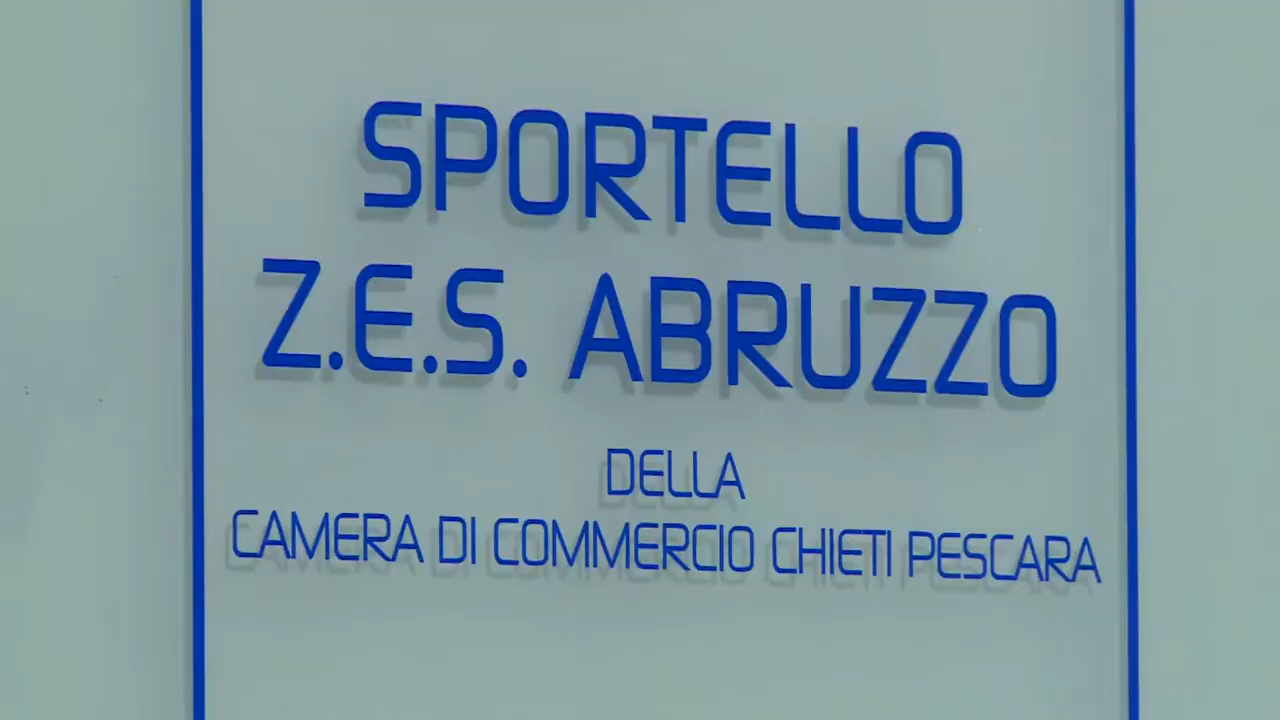 SPORTELLO
Z.E.S. ABRUZZO
DELLA
CAMERA DI COMMERCIO CHIETI PESCARA